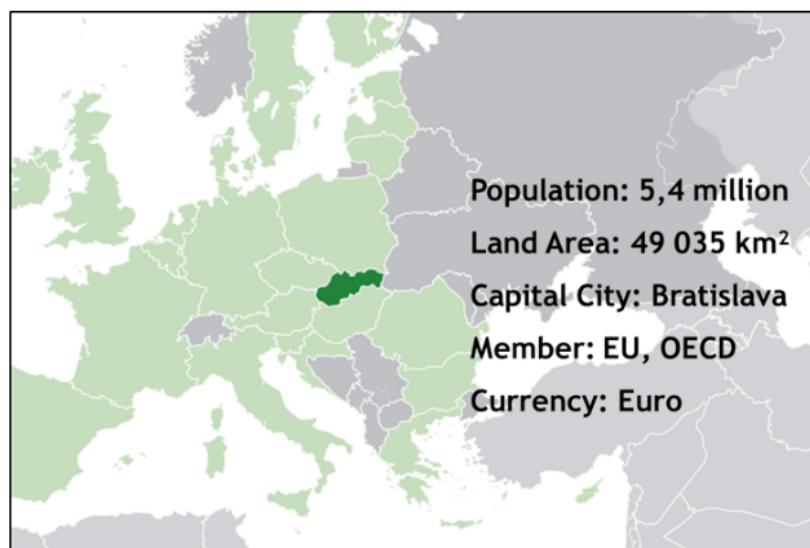 Population: 5,4 million
Land Area: 49 035 km²
Capital City: Bratislava
Member: EU, OECD
Currency: Euro